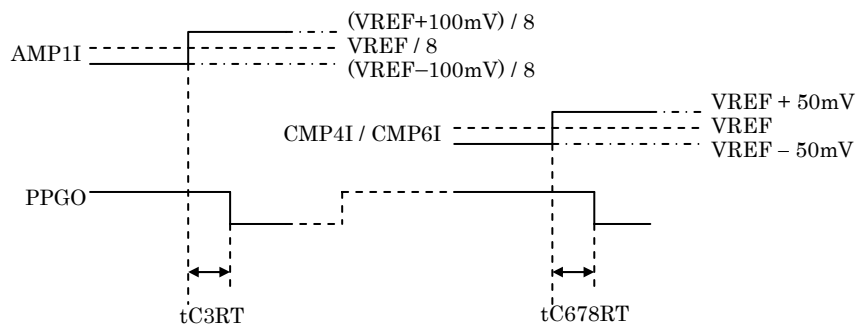 (VREF+100mV) / 8
AMP1I
VREF / 8
(VREF−100mV) / 8
VREF + 50mV
CMP4I / CMP6I
VREF
VREF − 50mV
PPGO
tC3RT
tC678RT